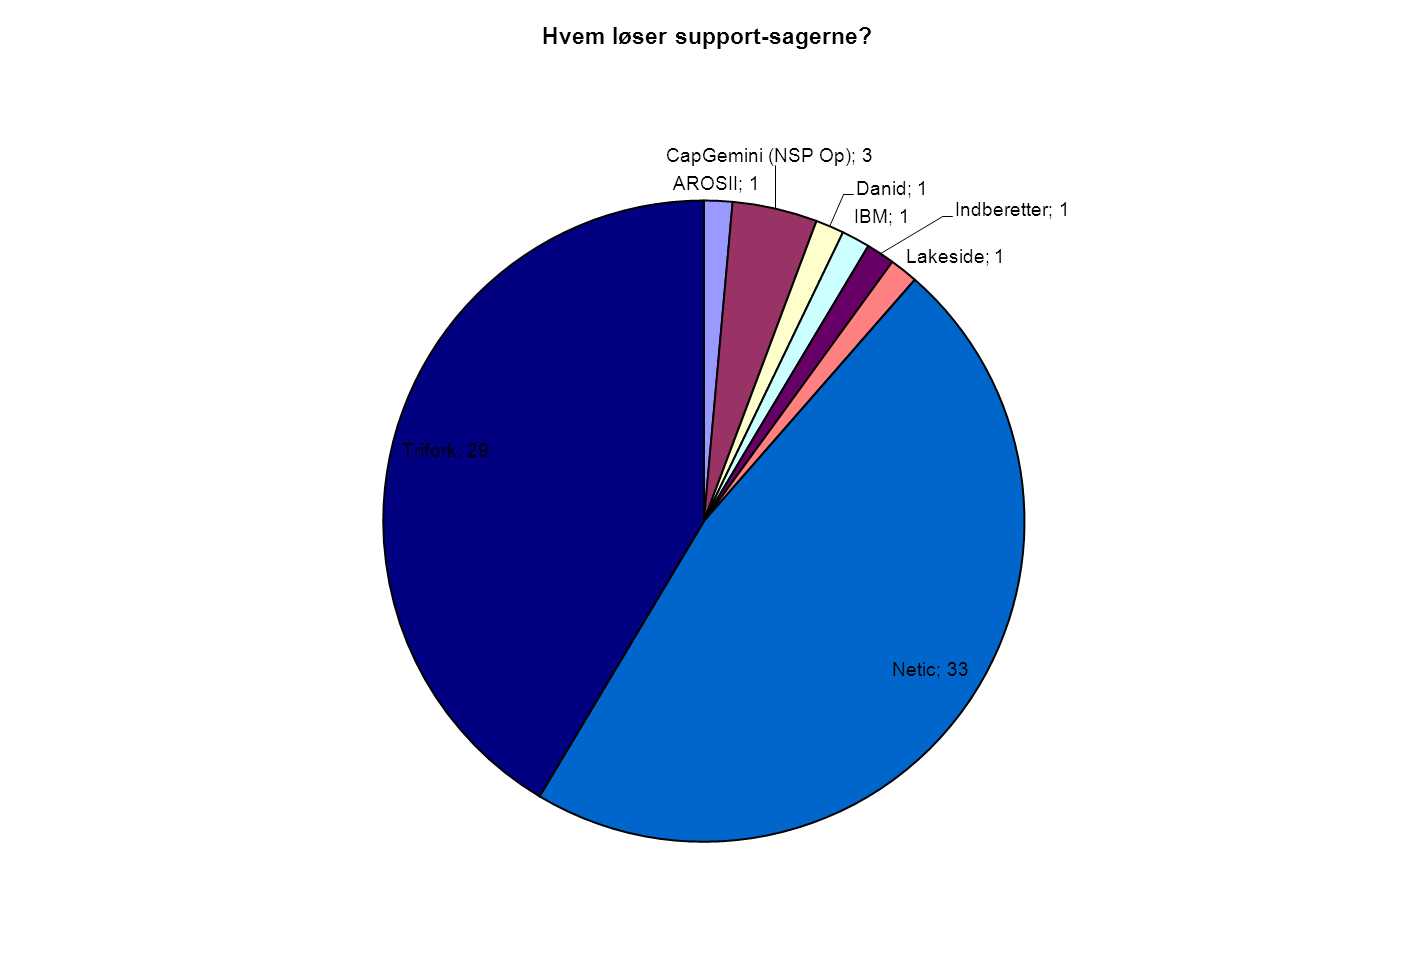 Hvem løser support-sagerne?
CapGemini (NSP Op); 3
AROSII; 1
Danid; 1
IBM; 1
Indberetter; 1
Lakeside; 1
Trifork; 29
Netic; 33